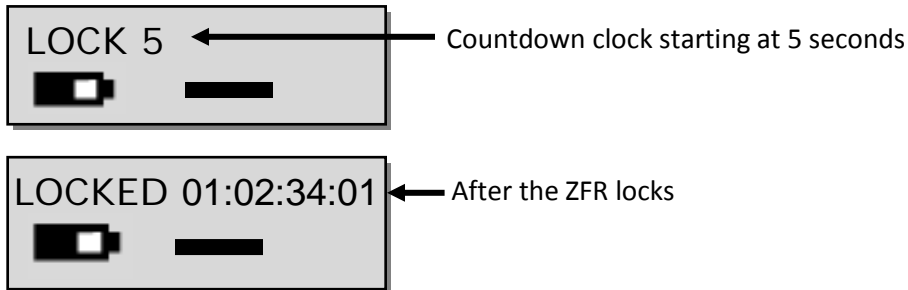 LOCK 5
Countdown clock starting at 5 seconds
LOCKED 01:02:34:01
After the ZFR locks